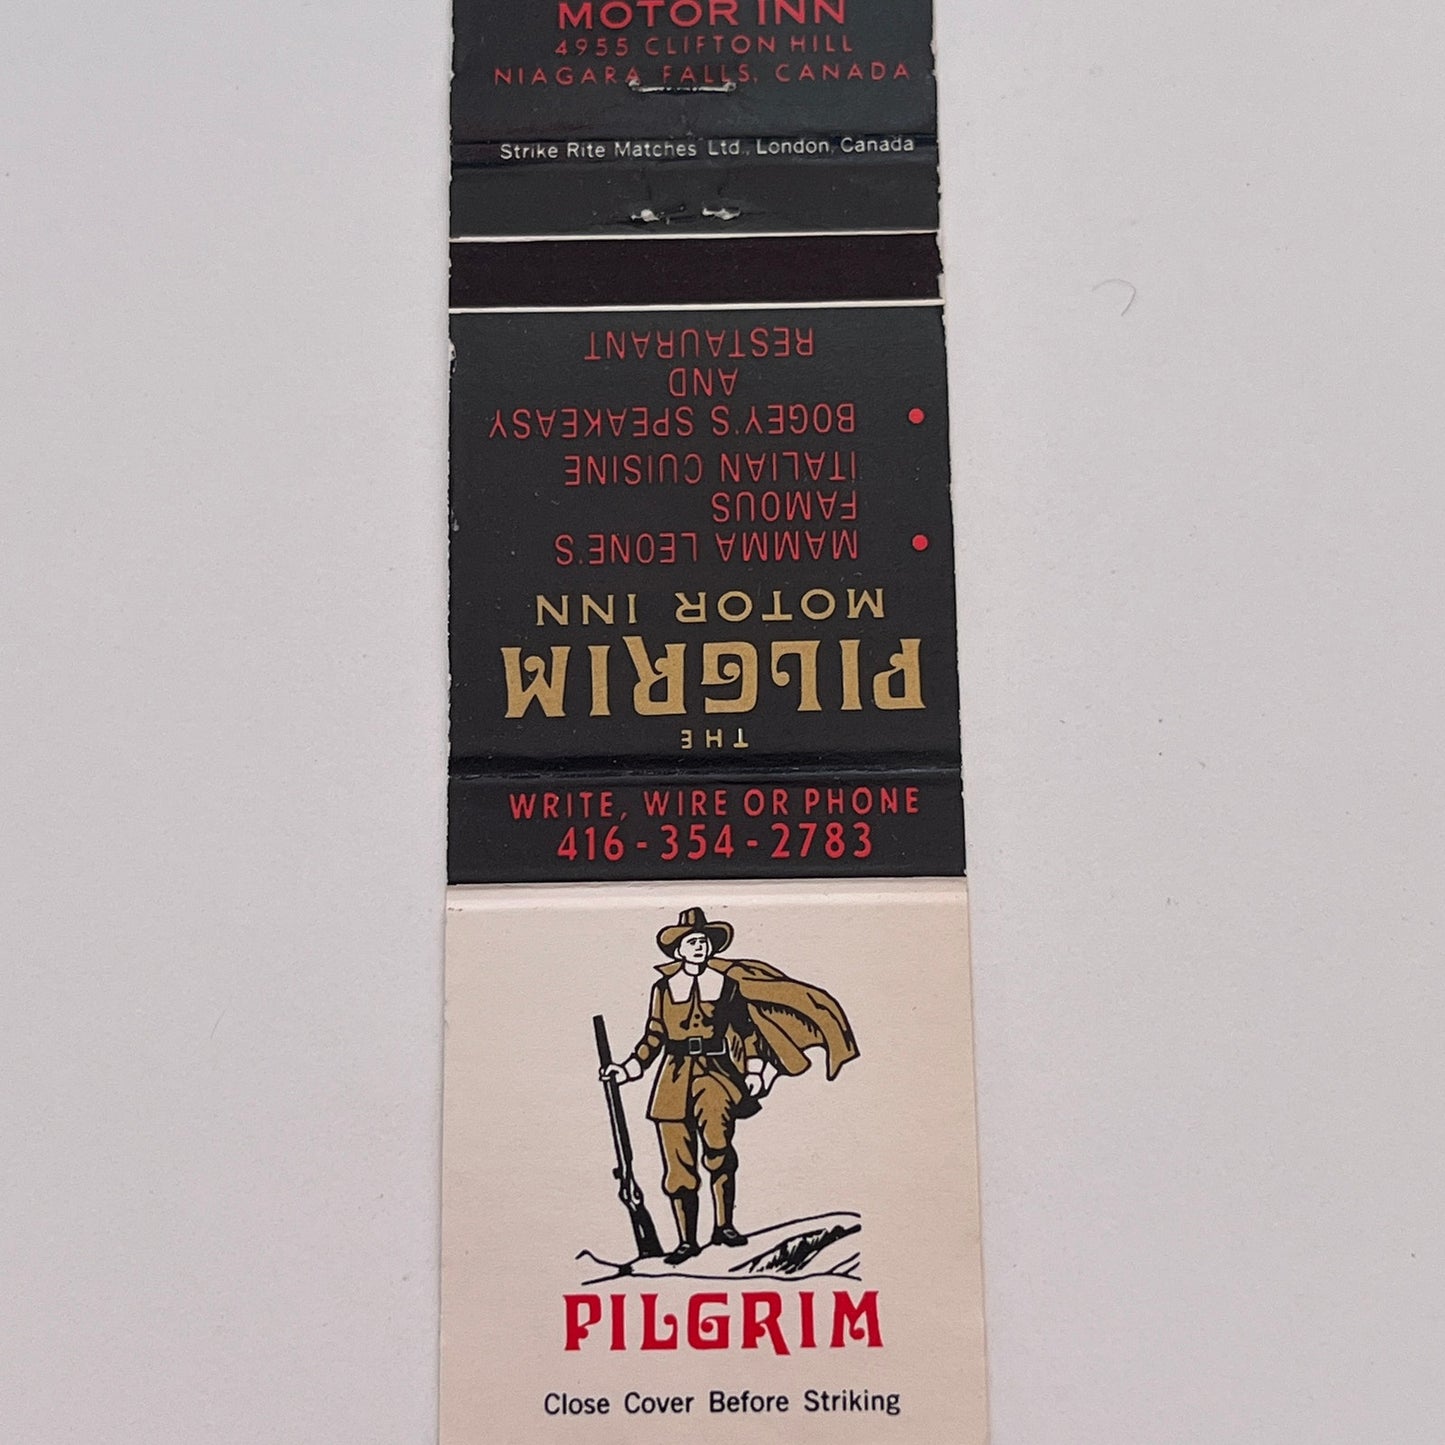 MOTOR INN
4955 CLIFTON HILL
NIAGARA FALLS, CANADA
Strike Rite Matches Ltd., London, Canada
THE
PILGRIM
MOTOR INN
• MAMMA LEONE'S
FAMOUS
ITALIAN CUISINE
• BOGEY'S SPEAKEASY
AND
RESTAURANT
WRITE, WIRE OR PHONE
416-354-2783
PILGRIM
Close Cover Before Striking